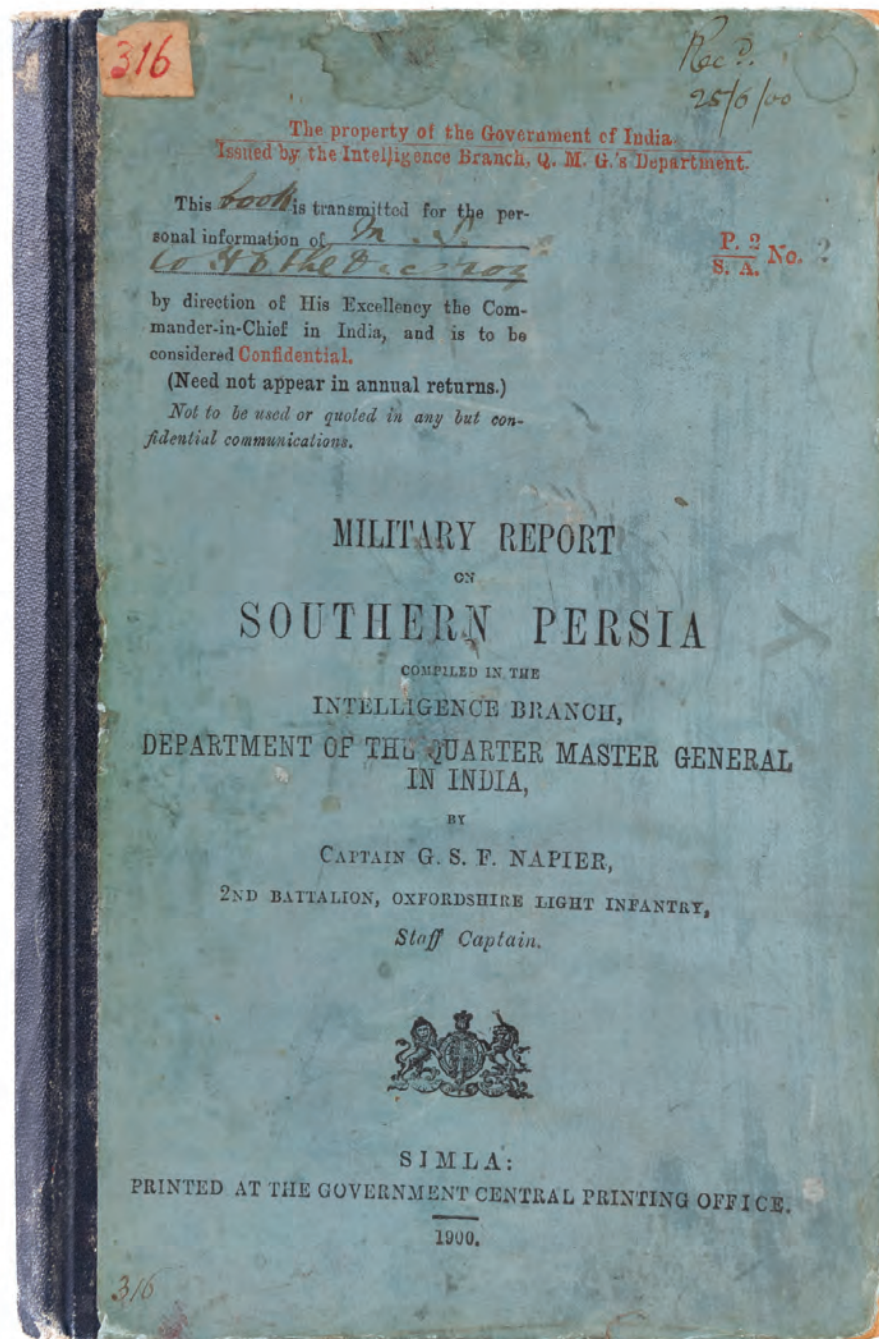 316
Recd.
25/6/00
The property of the Government of India
Issued by the Intelligence Branch, Q. M. G.'s Department.
This book is transmitted for the per-
sonal information of
P. 2
S. A. No. 2
by direction of His Excellency the Com-
mander-in-Chief in India, and is to be
considered Confidential.
(Need not appear in annual returns.)
Not to be used or quoted in any but con-
fidential communications.
MILITARY REPORT
ON
SOUTHERN PERSIA
COMPILED IN THE
INTELLIGENCE BRANCH,
DEPARTMENT OF THE QUARTER MASTER GENERAL
IN INDIA,
BY
CAPTAIN G. S. F. NAPIER,
2ND BATTALION, OXFORDSHIRE LIGHT INFANTRY,
Staff Captain.
SIMLA:
PRINTED AT THE GOVERNMENT CENTRAL PRINTING OFFICE.
1900.
316